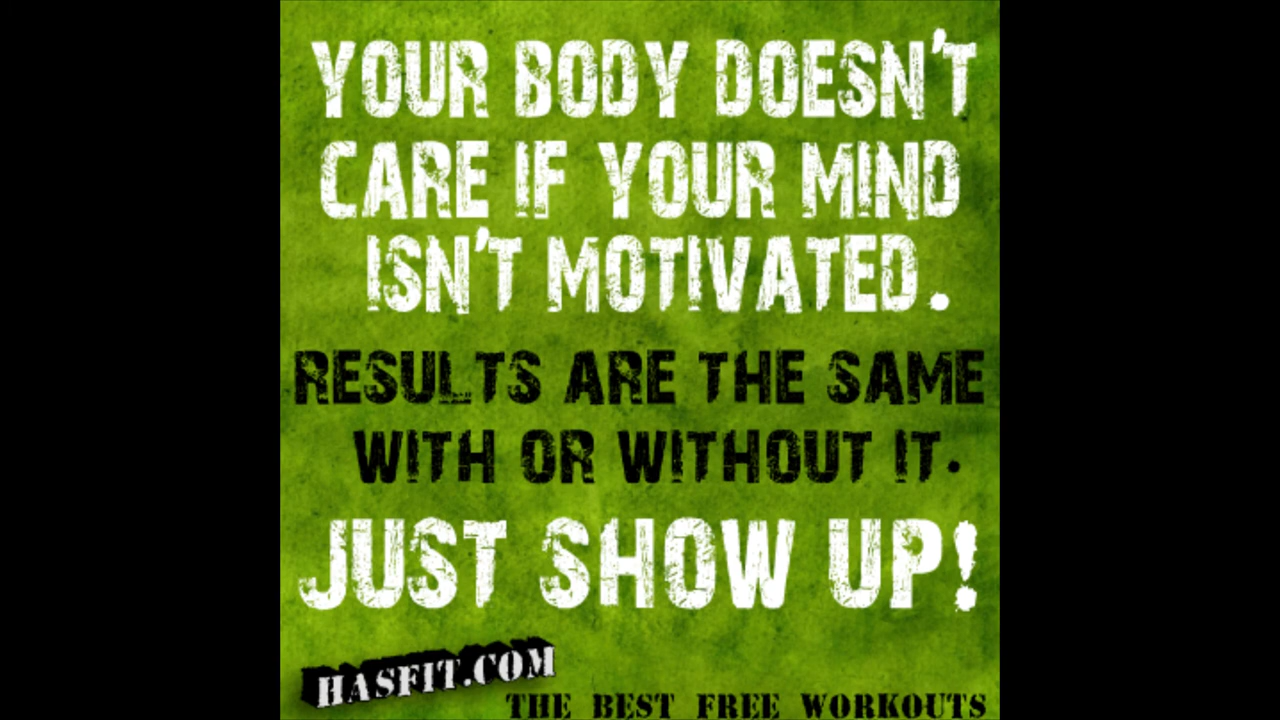 YOUR BODY DOESN'T
CARE IF YOUR MIND
ISN'T MOTIVATED.
RESULTS ARE THE SAME
WITH OR WITHOUT IT.
JUST SHOW UP!
HASFIT.COM
THE BEST FREE WORKOUTS